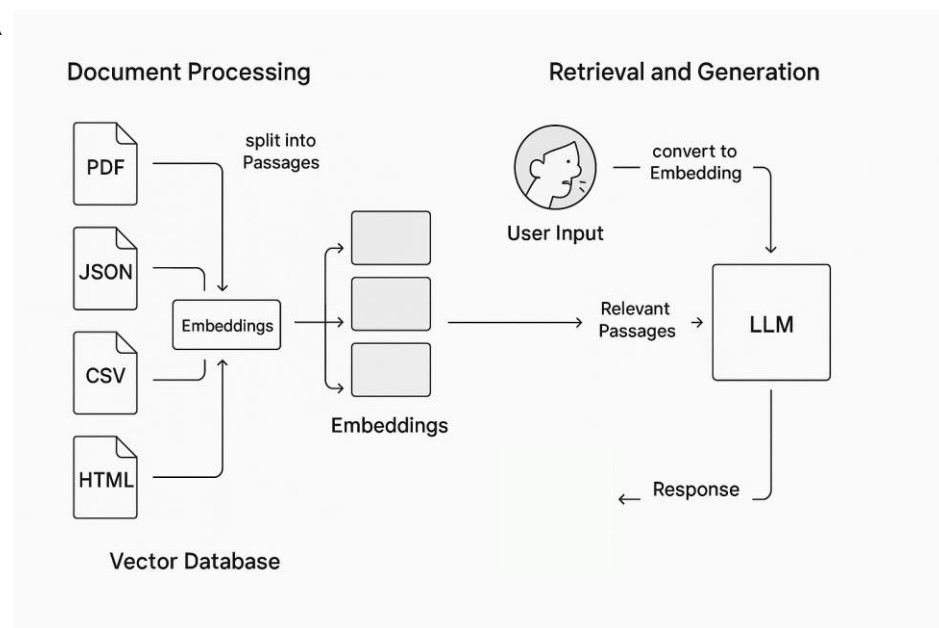 Document Processing
Retrieval and Generation
PDF
split into
Passages
JSON
Embeddings
CSV
HTML
Embeddings
Vector Database
User Input
convert to
Embedding
Relevant
Passages
LLM
Response